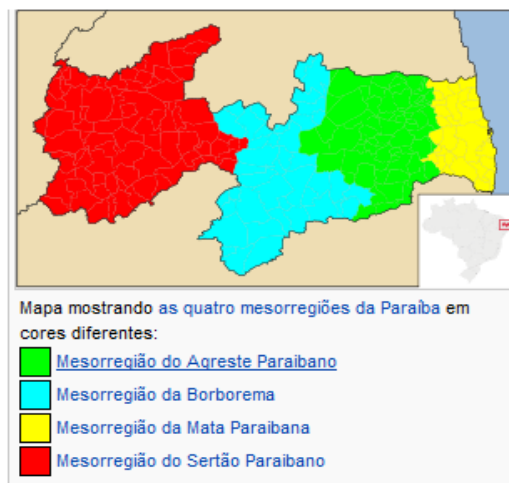 Mapa mostrando as quatro mesorregiões da Paraíba em
cores diferentes:
Mesorregião do Agreste Paraibano
Mesorregião da Borborema
Mesorregião da Mata Paraibana
Mesorregião do Sertão Paraibano